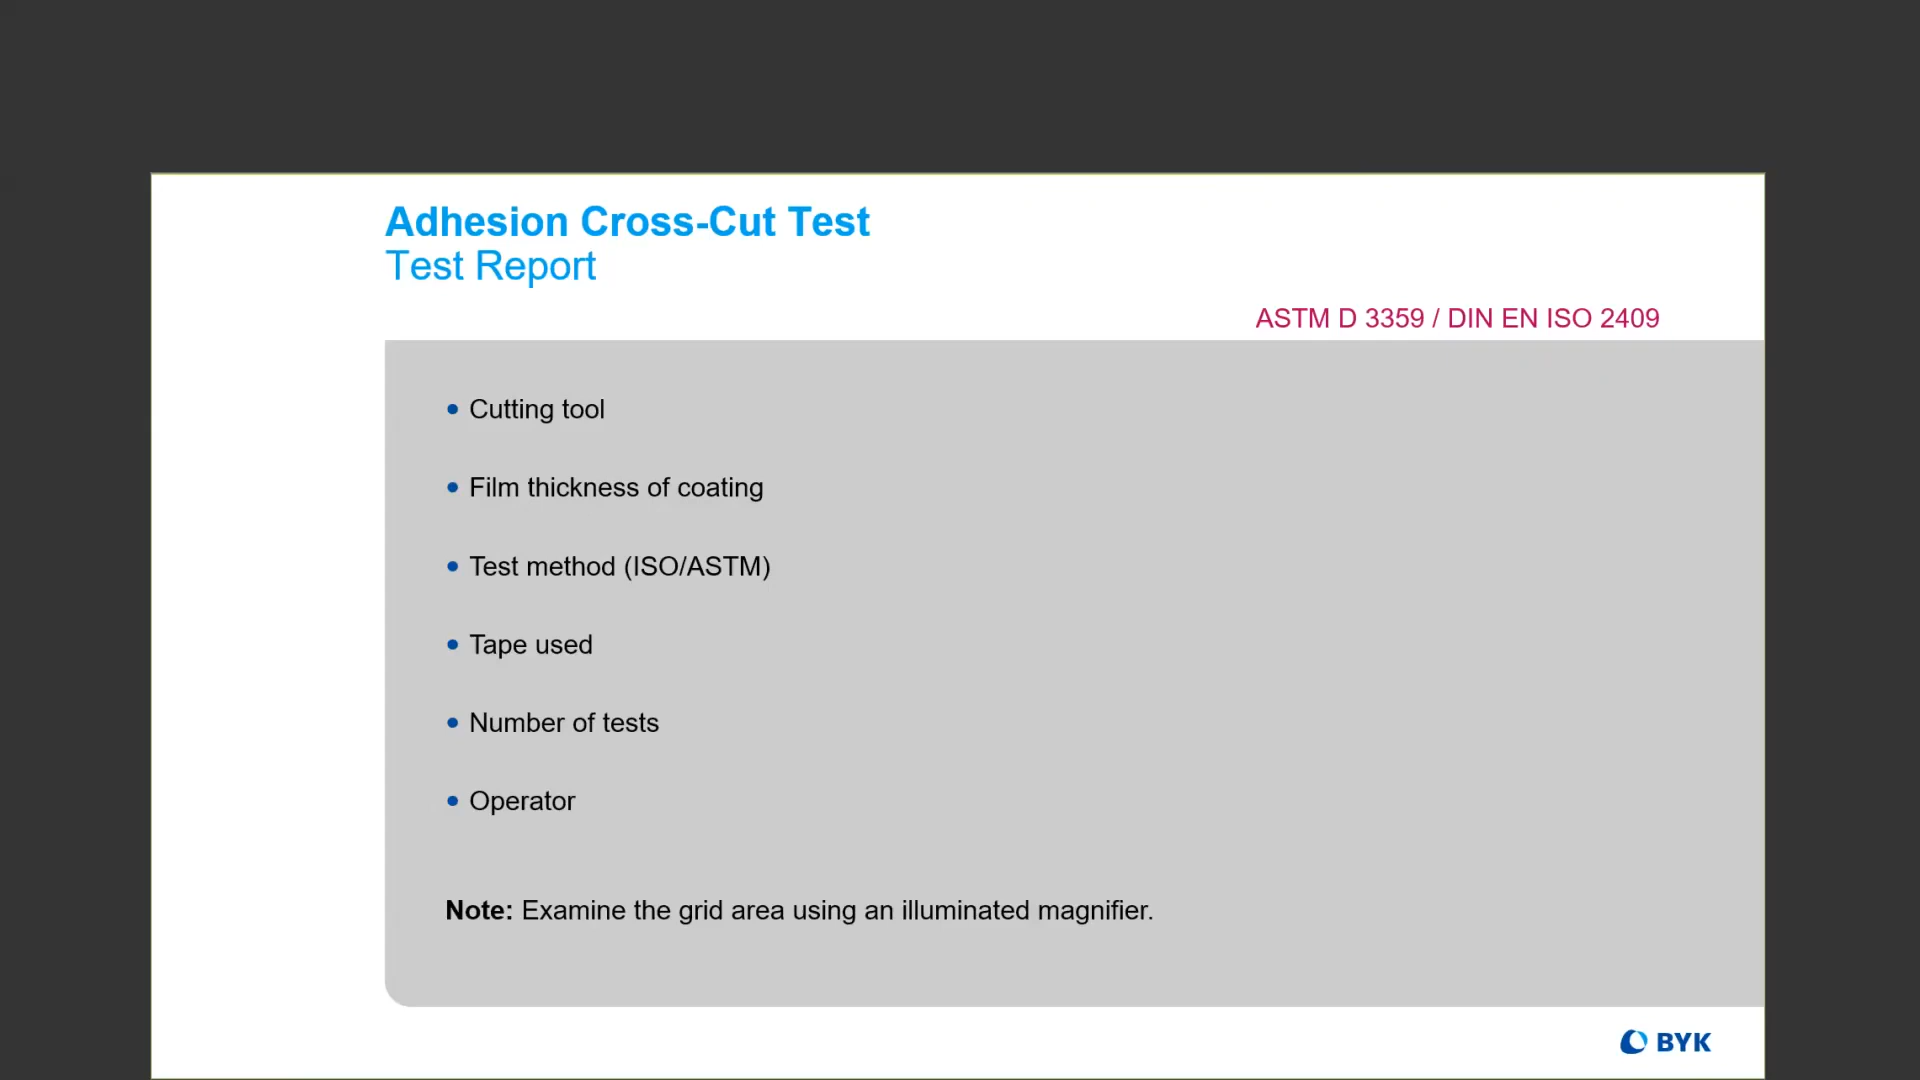 Adhesion Cross-Cut Test
Test Report
ASTM D 3359 / DIN EN ISO 2409
• Cutting tool
• Film thickness of coating
• Test method (ISO/ASTM)
• Tape used
• Number of tests
• Operator
Note: Examine the grid area using an illuminated magnifier.
BYK